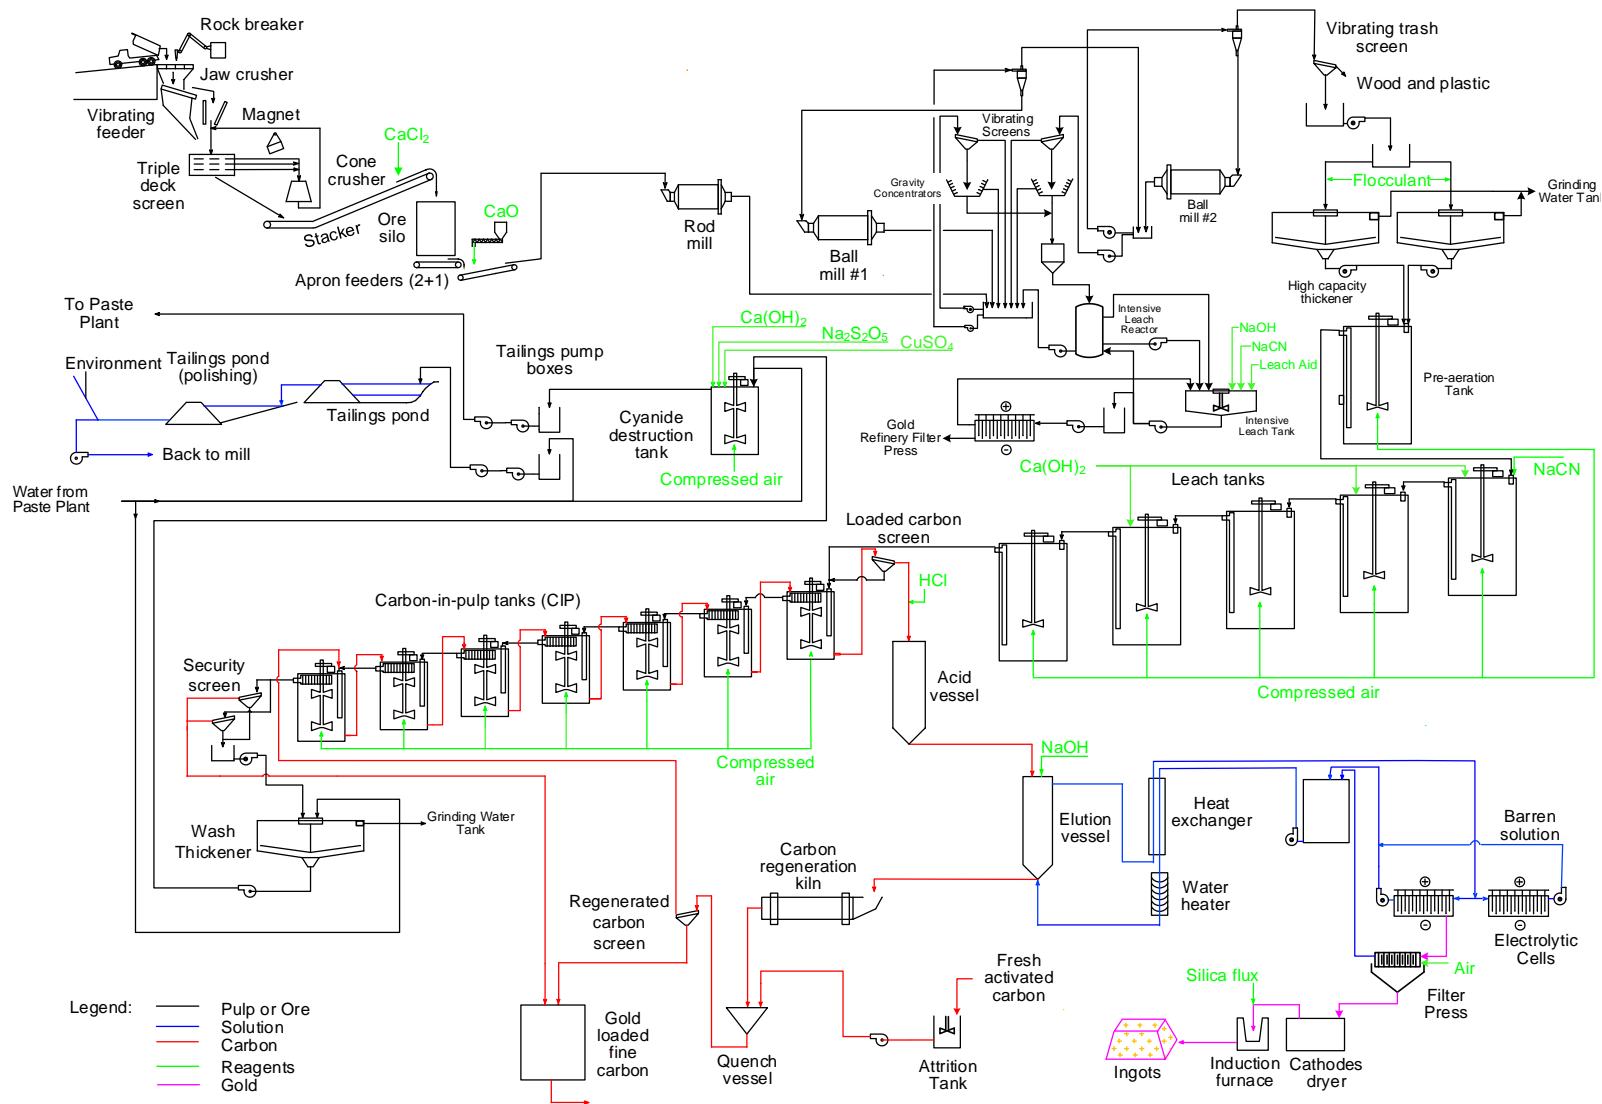 Rock breaker
Jaw crusher
Vibrating
feeder
Magnet
CaCl2
Triple
deck
screen
Cone
crusher
Stacker
Ore
silo
CaO
Apron feeders (2+1)
Rod
mill
Ball
mill #1
Vibrating
Screens
Gravity
Concentrators
Ball
mill #2
Vibrating trash
screen
Wood and plastic
Flocculant
Grinding
Water Tank
High capacity
thickener
Intensive
Leach
Reactor
NaOH
NaCN
Leach Aid
Intensive
Leach Tank
Gold
Refinery Filter
Press
Pre-aeration
Tank
To Paste
Plant
Environment
Tailings pond
(polishing)
Tailings pond
Back to mill
Tailings pump
boxes
Ca(OH)2
Na2S2O5
CuSO4
Cyanide
destruction
tank
Compressed air
Water from
Paste Plant
Ca(OH)2
Leach tanks
NaCN
Compressed air
Loaded carbon
screen
HCl
Carbon-in-pulp tanks (CIP)
Security
screen
Compressed
air
Acid
vessel
NaOH
Elution
vessel
Heat
exchanger
Water
heater
Barren
solution
Electrolytic
Cells
Air
Filter
Press
Silica flux
Cathodes
dryer
Induction
furnace
Ingots
Wash
Thickener
Grinding Water
Tank
Carbon
regeneration
kiln
Regenerated
carbon
screen
Fresh
activated
carbon
Attrition
Tank
Quench
vessel
Gold
loaded
fine
carbon
Legend:
Pulp or Ore
Solution
Carbon
Reagents
Gold